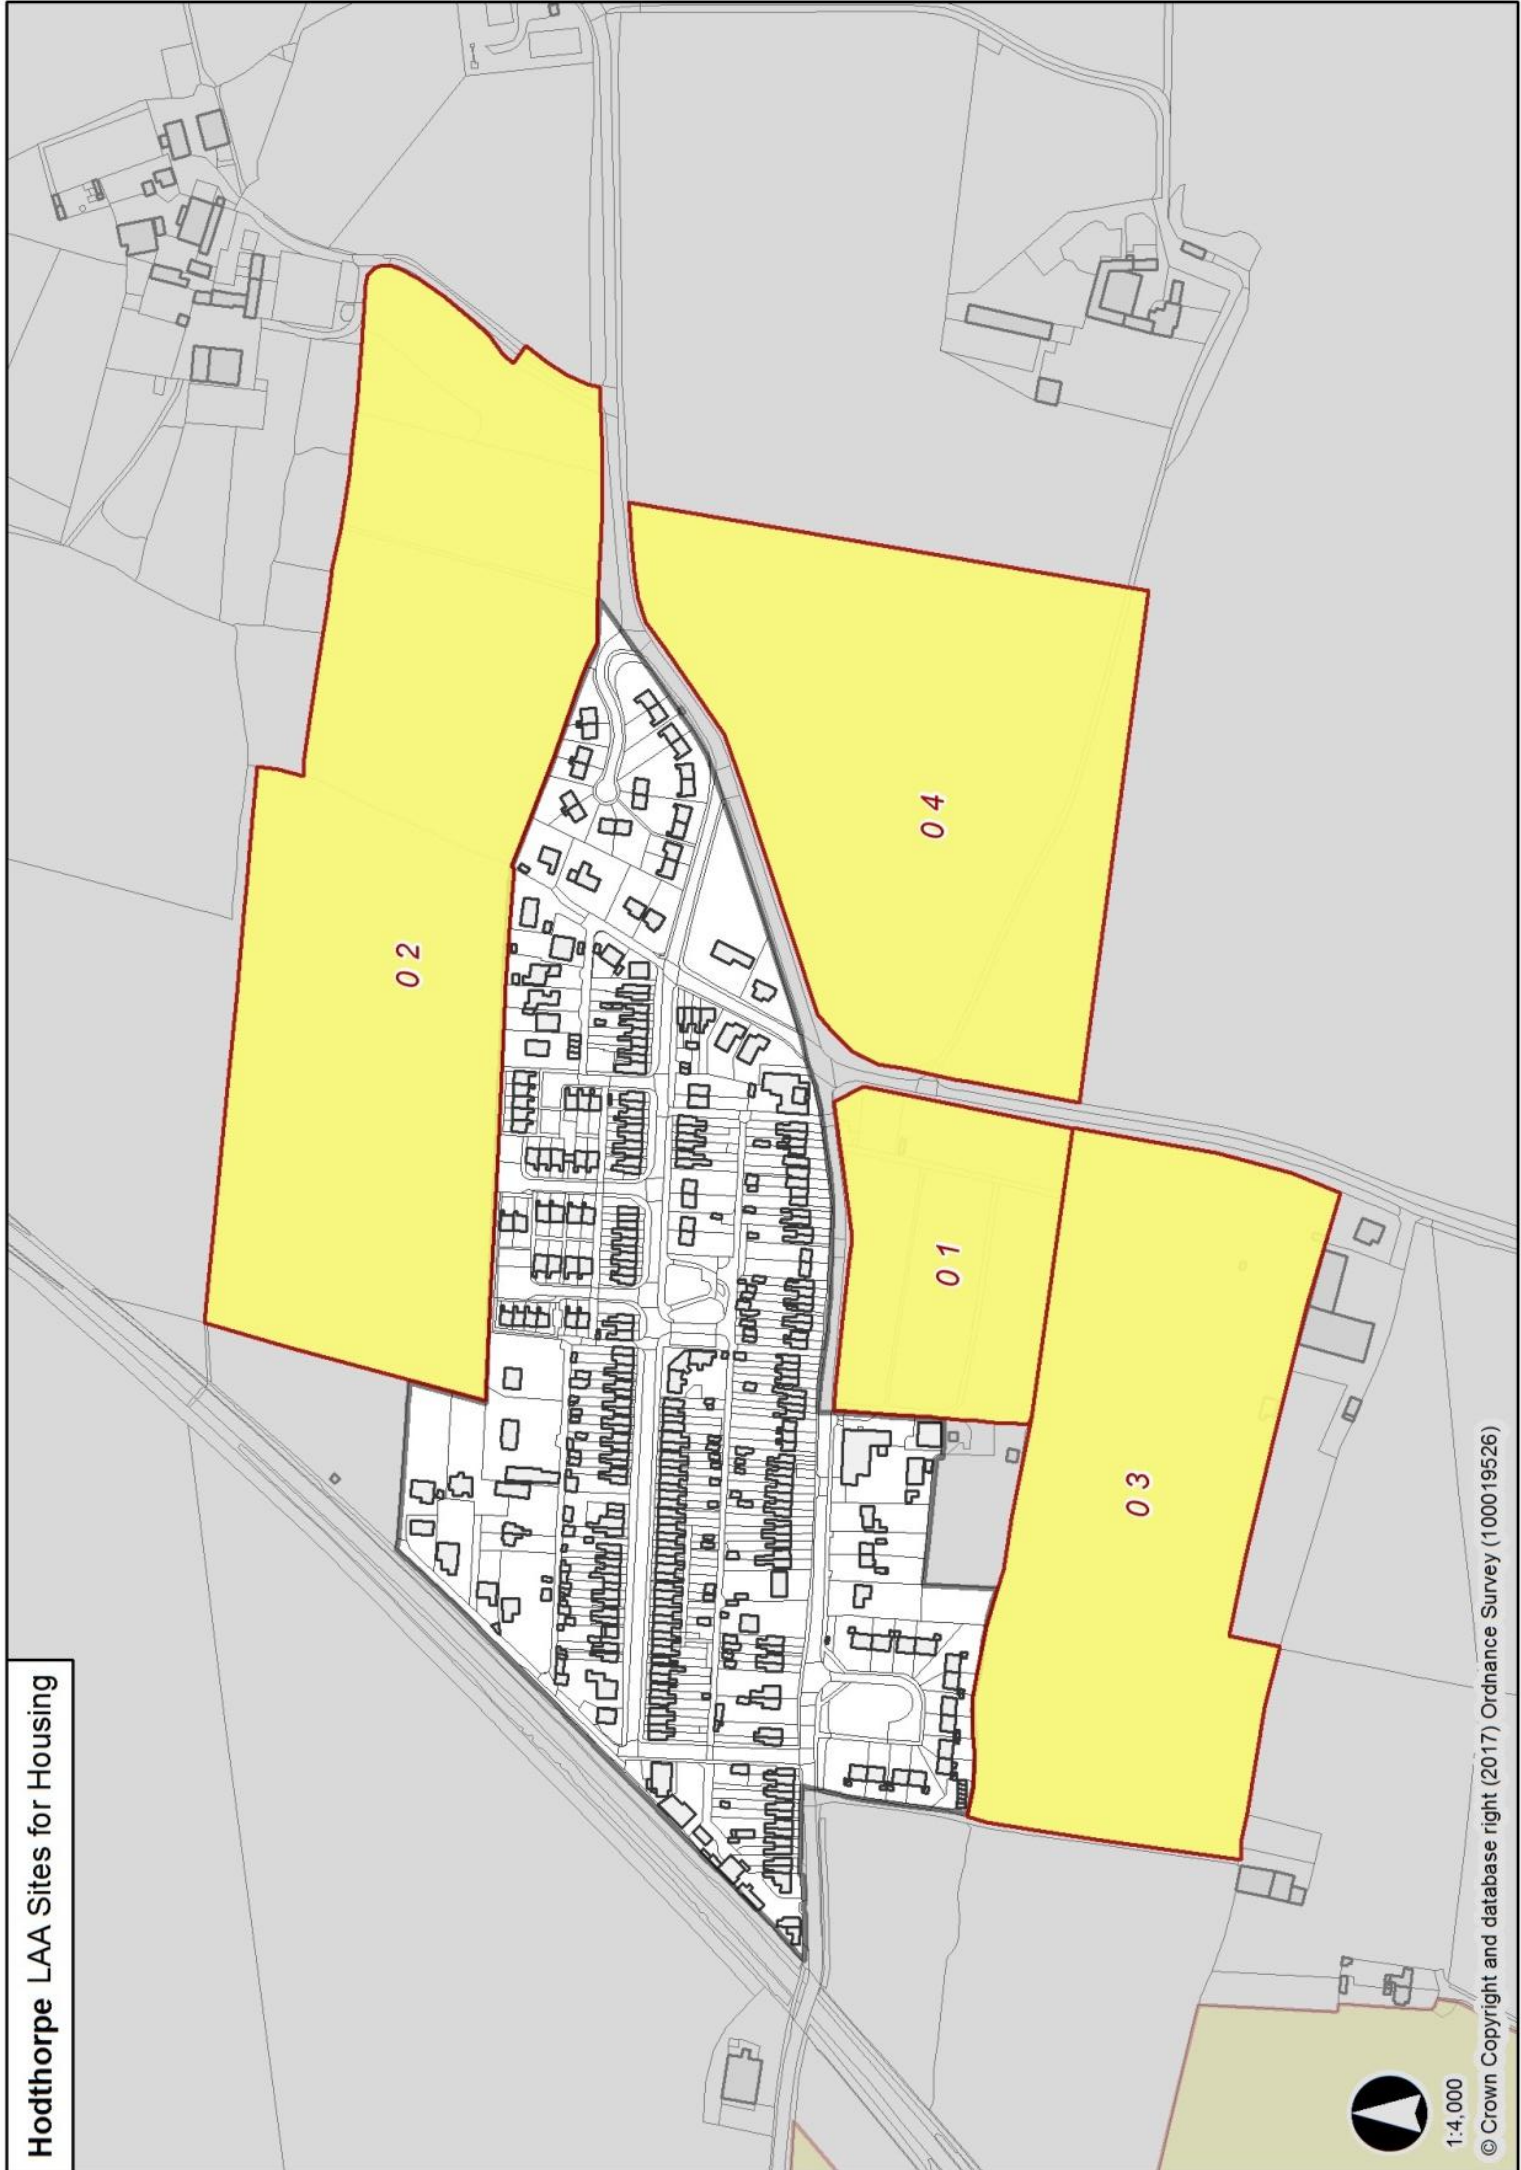 Hodthorpe LAA Sites for Housing
02
04
01
03
1:4,000
© Crown Copyright and database right (2017) Ordnance Survey (100019526)